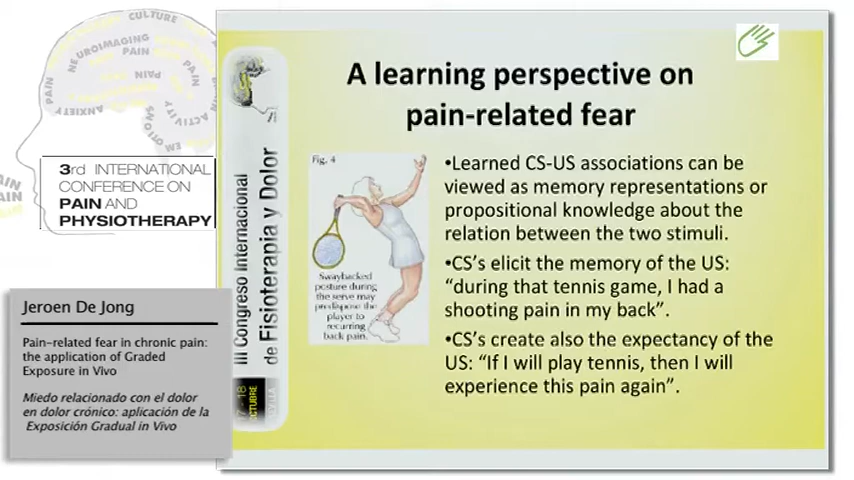 CULTURE
NEUROIMAGING
PAIN
PAIN
PAIN
PAIN
ANXIETY
EMOTIONS
ACTIVITY
PAIN
3rd INTERNATIONAL
CONFERENCE ON
PAIN AND
PHYSIOTHERAPY
Jeroen De Jong
Pain-related fear in chronic pain:
the application of Graded
Exposure in Vivo
Miedo relacionado con el dolor
en dolor crónico: aplicación de la
Exposición Gradual in Vivo
III Congreso Internacional
de Fisioterapia y Dolor
17 - 18
OCTUBRE
A learning perspective on
pain-related fear
Fig. 4
Swaybacked
posture during
the serve may
predispose the
player to
recurring
back pain.
•Learned CS-US associations can be
viewed as memory representations or
propositional knowledge about the
relation between the two stimuli.
•CS's elicit the memory of the US:
“during that tennis game, I had a
shooting pain in my back”.
•CS's create also the expectancy of the
US: “If I will play tennis, then I will
experience this pain again”.